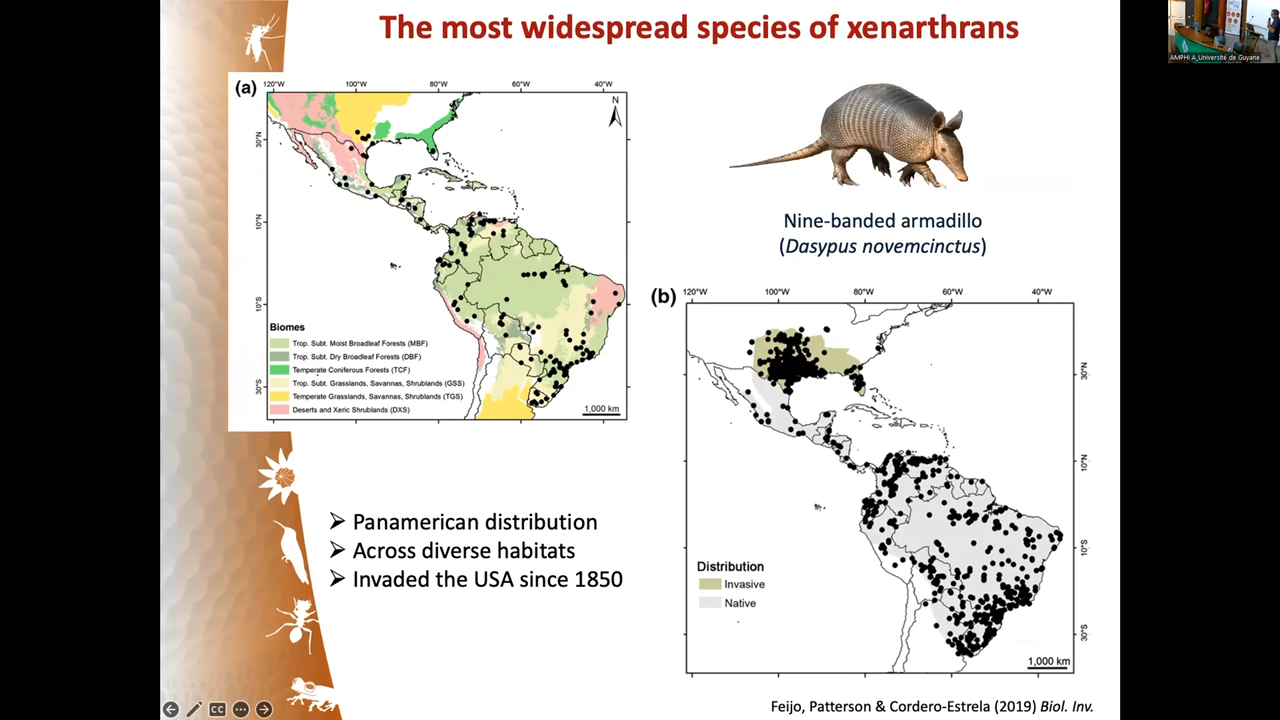 The most widespread species of xenarthrans
AMPHI A_Université de Guyane
(a)
120°W 100°W 80°W 60°W 40°W
N
30°N
10°N
10°S
30°S
Biomes
Trop. Subt. Moist Broadleaf Forests (MBF)
Trop. Subt. Dry Broadleaf Forests (DBF)
Temperate Coniferous Forests (TCF)
Trop. Subt. Grasslands, Savannas, Shrublands (GSS)
Temperate Grasslands, Savannas, Shrublands (TGS)
Deserts and Xeric Shrublands (DXS)
1,000 km
Nine-banded armadillo
(Dasypus novemcinctus)
(b)
120°W 100°W 80°W 60°W 40°W
30°N
10°N
10°S
30°S
Distribution
Invasive
Native
1,000 km
➢ Panamerican distribution
➢ Across diverse habitats
➢ Invaded the USA since 1850
Feijo, Patterson & Cordero-Estrela (2019) Biol. Inv.
CC